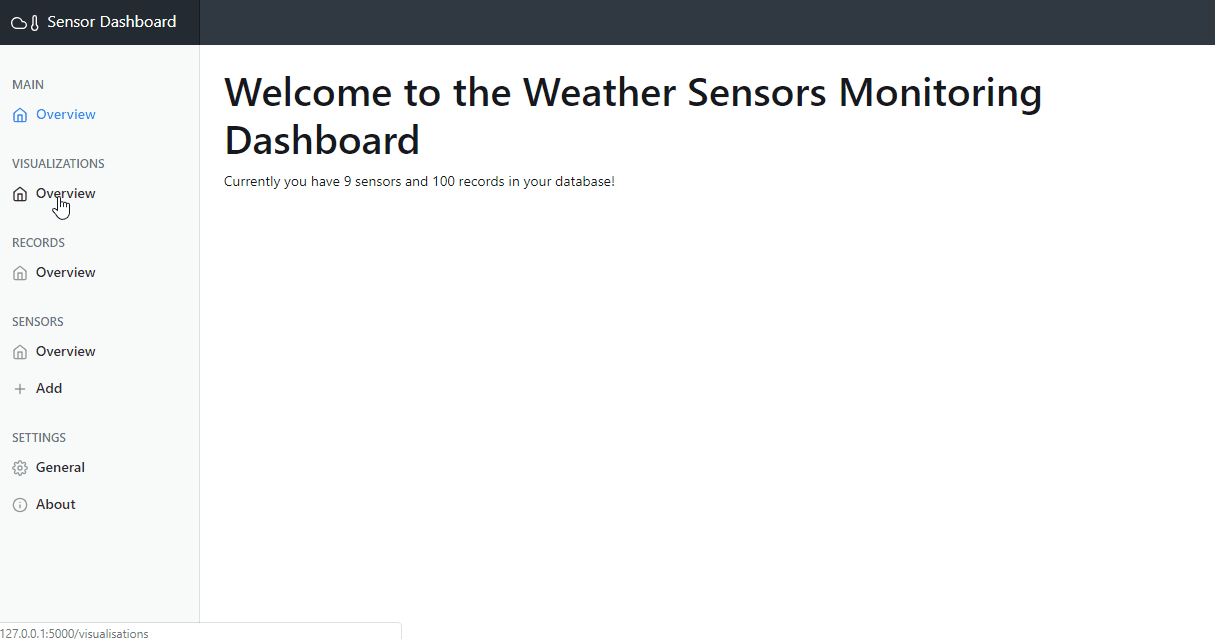 Sensor Dashboard
MAIN
Overview
VISUALIZATIONS
Overview
RECORDS
Overview
SENSORS
Overview
Add
SETTINGS
General
About
Welcome to the Weather Sensors Monitoring
Dashboard
Currently you have 9 sensors and 100 records in your database!
127.0.0.1:5000/visualisations